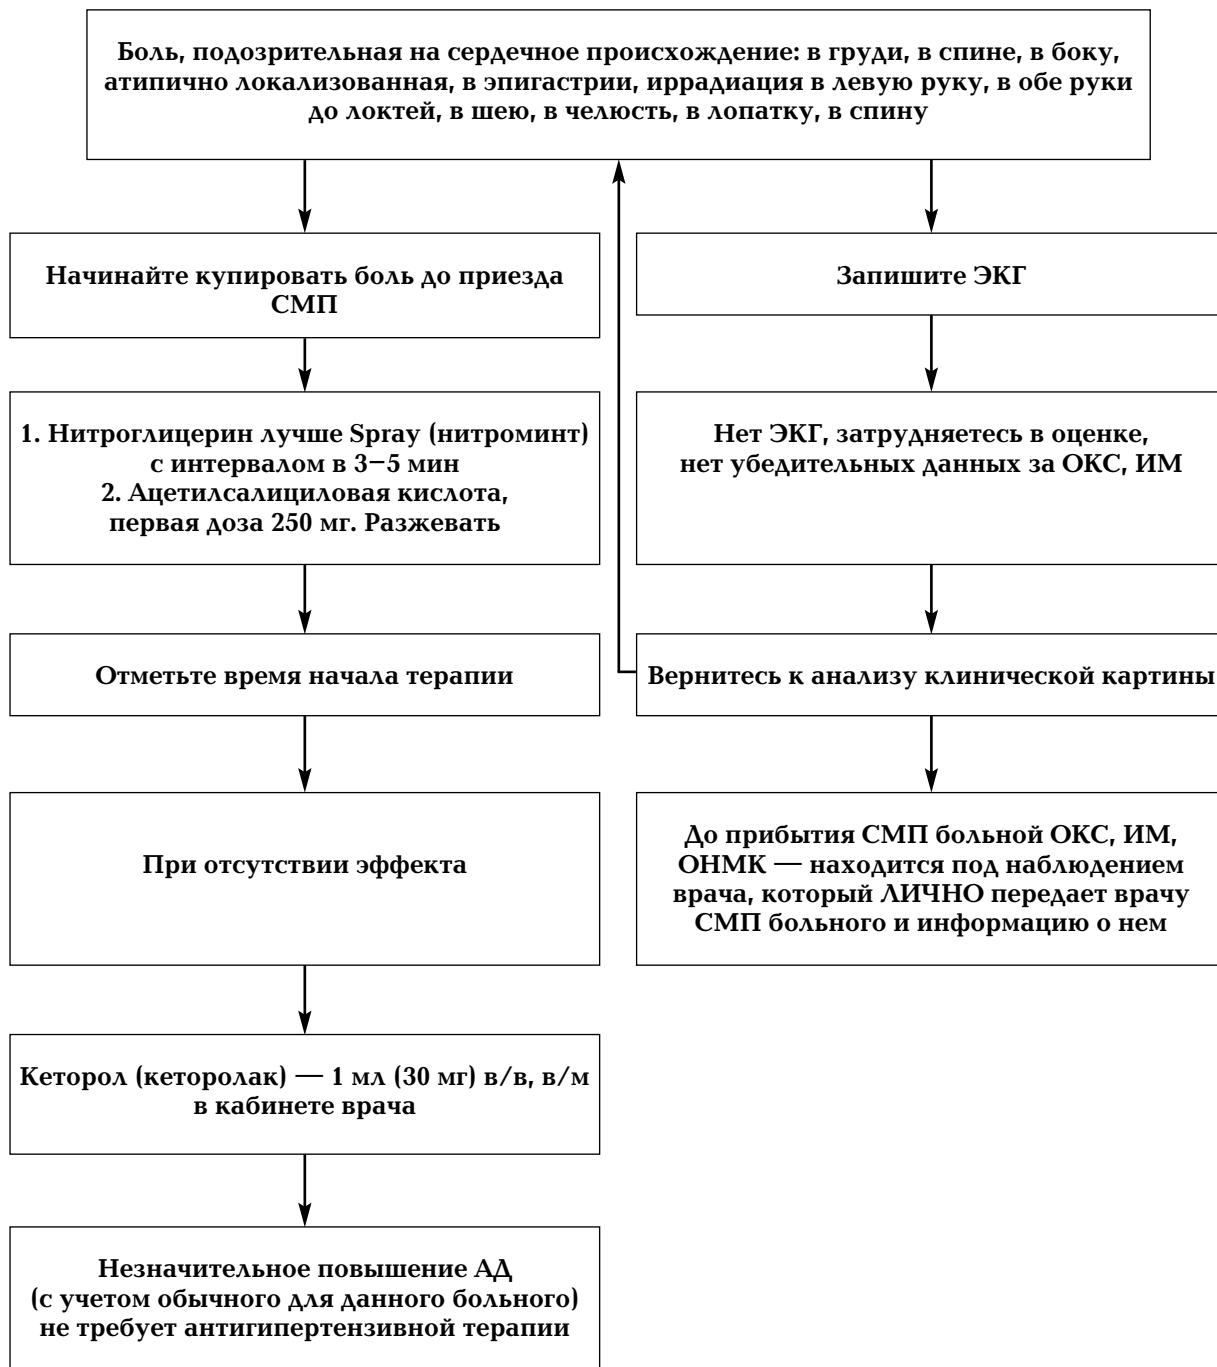 Боль, подозрительная на сердечное происхождение: в груди, в спине, в боку,
атипично локализованная, в эпигастрии, иррадиация в левую руку, в обе руки
до локтей, в шею, в челюсть, в лопатку, в спину
Начинайте купировать боль до приезда
СМП
1. Нитроглицерин лучше Spray (нитроминт)
с интервалом в 3–5 мин
2. Ацетилсалициловая кислота,
первая доза 250 мг. Разжевать
Отметьте время начала терапии
При отсутствии эффекта
Кеторол (кеторолак) — 1 мл (30 мг) в/в, в/м
в кабинете врача
Незначительное повышение АД
(с учетом обычного для данного больного)
не требует антигипертензивной терапии
Запишите ЭКГ
Нет ЭКГ, затрудняетесь в оценке,
нет убедительных данных за ОКС, ИМ
Вернитесь к анализу клинической картины
До прибытия СМП больной ОКС, ИМ,
ОНМК — находится под наблюдением
врача, который ЛИЧНО передает врачу
СМП больного и информацию о нем